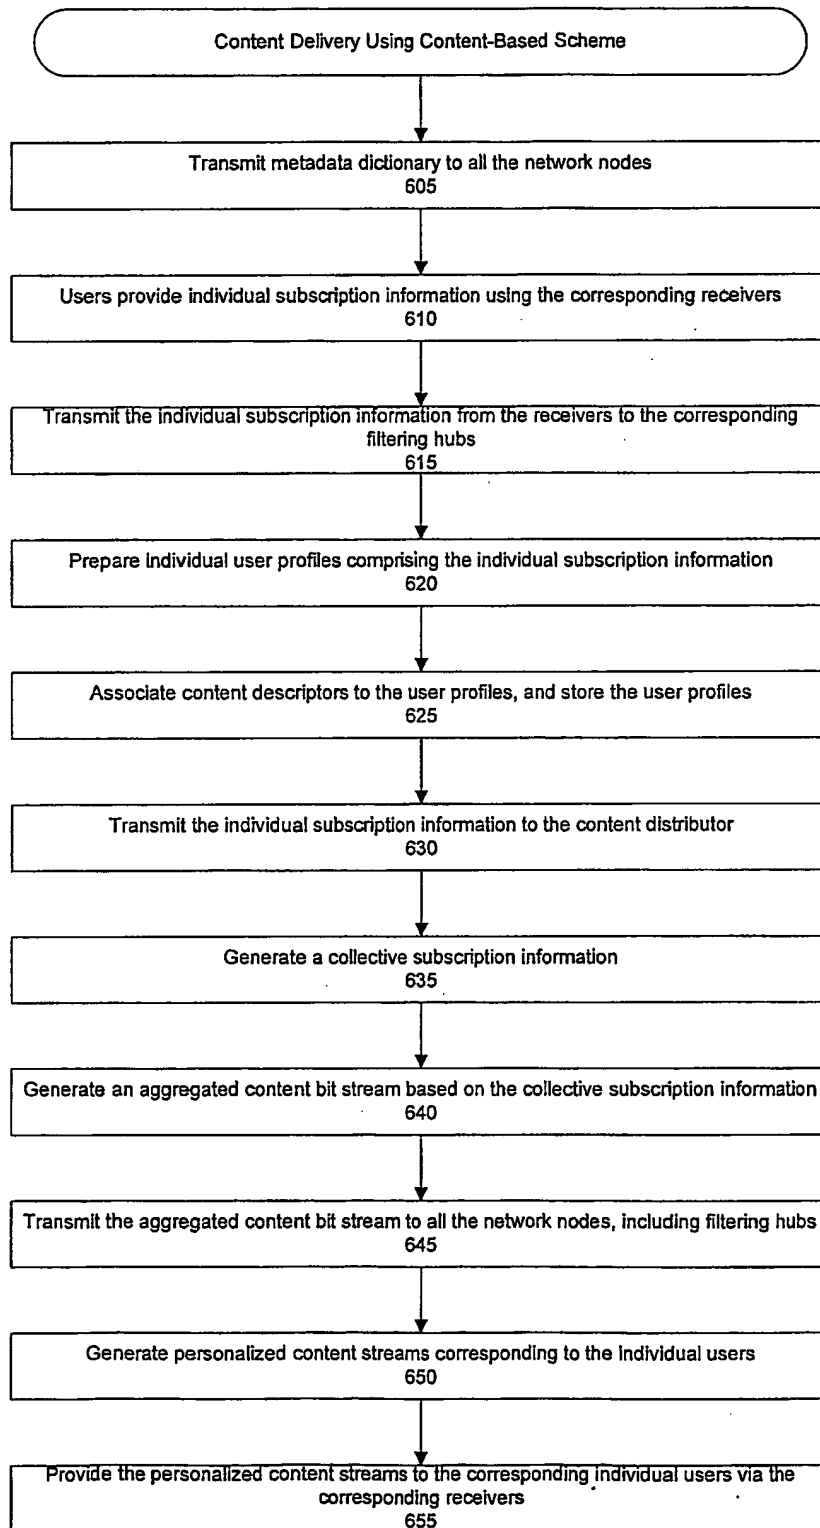 Content Delivery Using Content-Based Scheme
Transmit metadata dictionary to all the network nodes
605
Users provide individual subscription information using the corresponding receivers
610
Transmit the individual subscription information from the receivers to the corresponding
filtering hubs
615
Prepare individual user profiles comprising the individual subscription information
620
Associate content descriptors to the user profiles, and store the user profiles
625
Transmit the individual subscription information to the content distributor
630
Generate a collective subscription information
635
Generate an aggregated content bit stream based on the collective subscription information
640
Transmit the aggregated content bit stream to all the network nodes, including filtering hubs
645
Generate personalized content streams corresponding to the individual users
650
Provide the personalized content streams to the corresponding individual users via the
corresponding receivers
655